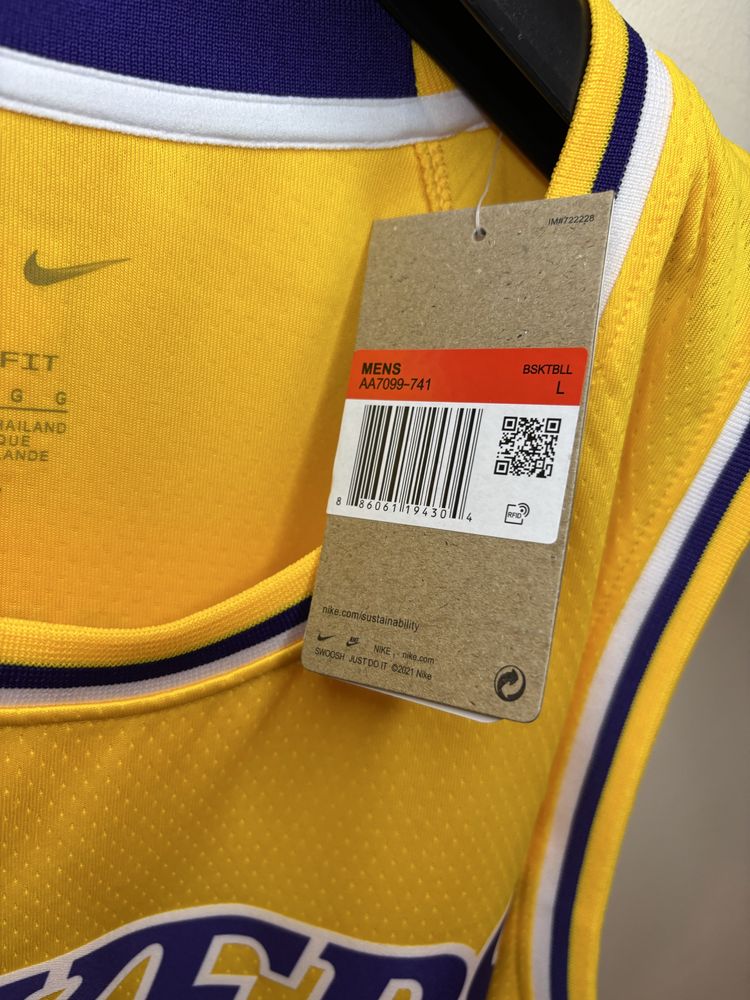 FIT
G G
HAILAND
QUE
LANDE
IM#722228
MENS BSKTBLL
AA7099-741 L
8 86061 19430 4
RFID
nike.com/sustainability
NIKE nike.com
SWOOSH JUST DO IT ©2021 Nike